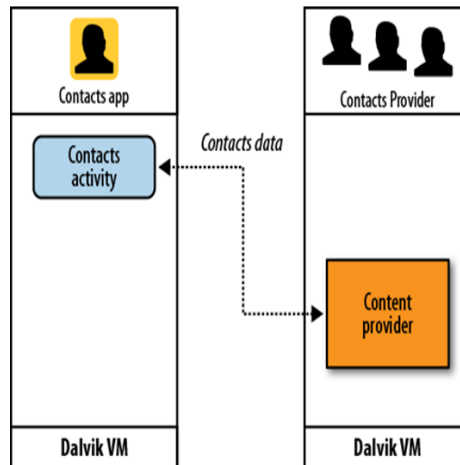 Contacts app
Contacts Provider
Contacts
activity
Contacts data
Content
provider
Dalvik VM
Dalvik VM